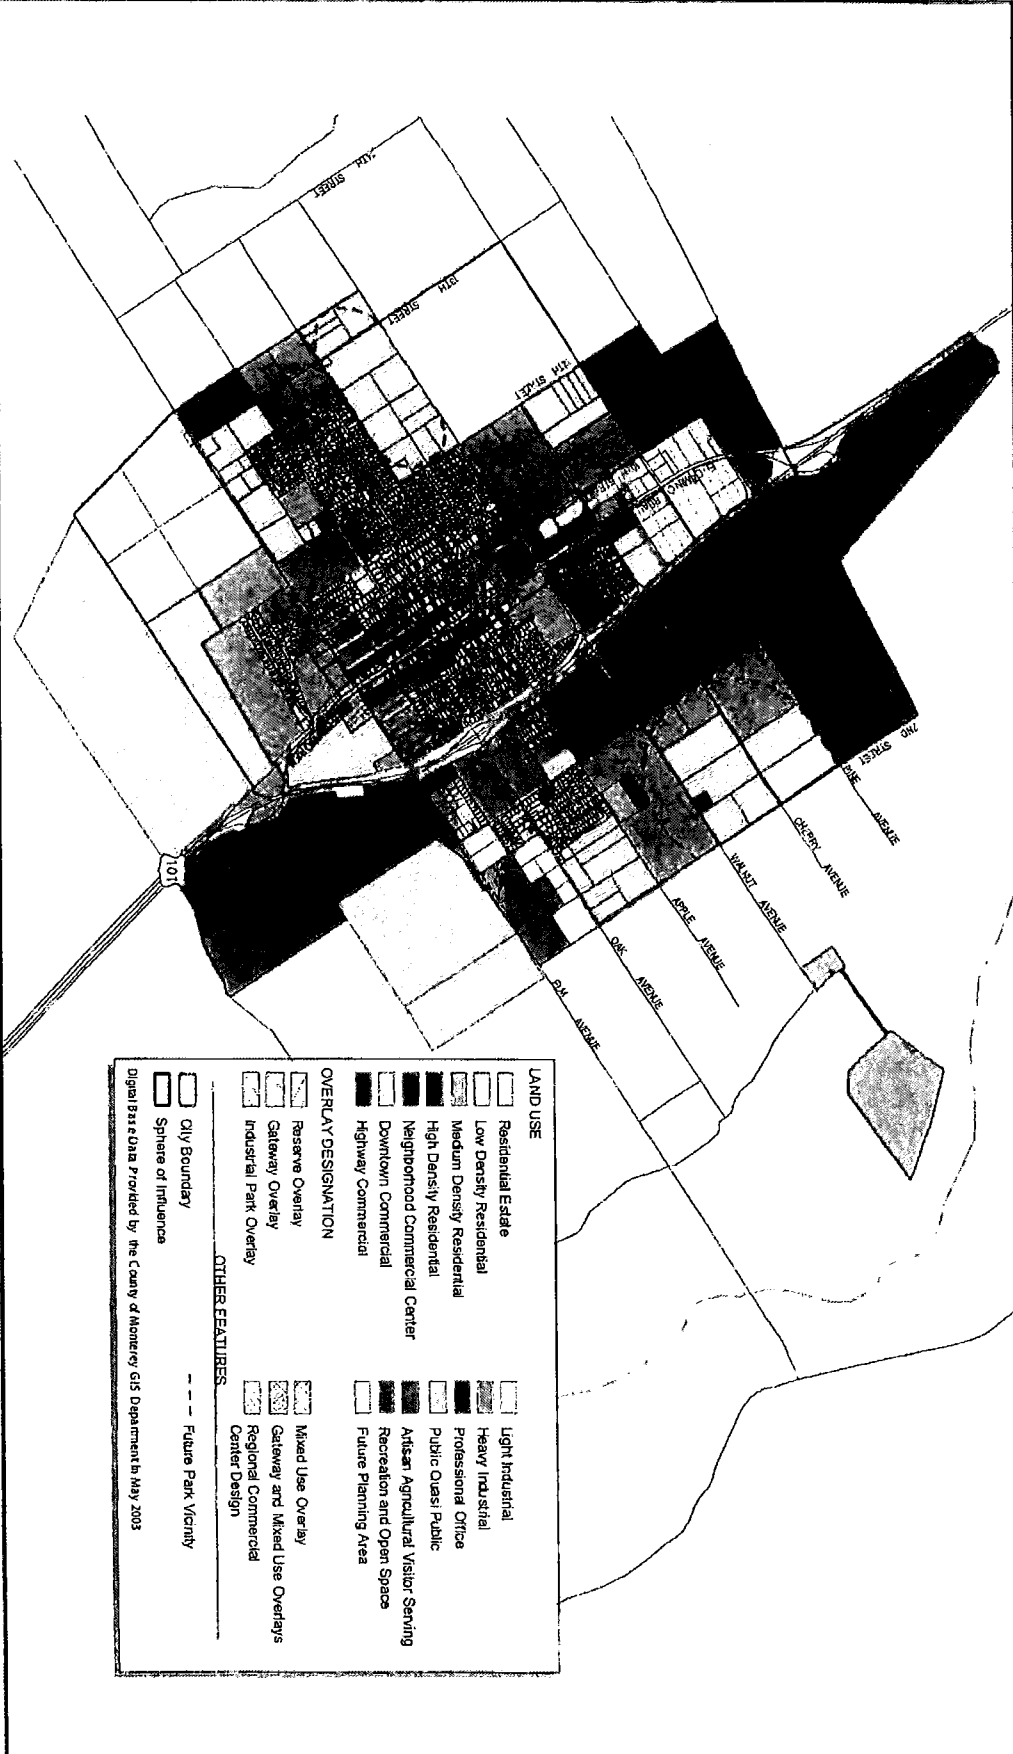 14TH STREET
13TH STREET
12TH STREET
EL CAMINO REAL
2ND STREET
PINE AVENUE
CHERRY AVENUE
WALNUT AVENUE
APPLE AVENUE
OAK AVENUE
ELM AVENUE
101
LAND USE
Residential Estate
Low Density Residential
Medium Density Residential
High Density Residential
Neighborhood Commercial Center
Downtown Commercial
Highway Commercial
Light Industrial
Heavy Industrial
Professional Office
Public Quasi Public
Artisan Agricultural Visitor Serving
Recreation and Open Space
Future Planning Area
OVERLAY DESIGNATION
Reserve Overlay
Gateway Overlay
Industrial Park Overlay
Mixed Use Overlay
Gateway and Mixed Use Overlays
Regional Commercial
Center Design
OTHER FEATURES
City Boundary
Sphere of Influence
Future Park Vicinity
Digital Base Data Provided by the County of Monterey GIS Department in May 2003